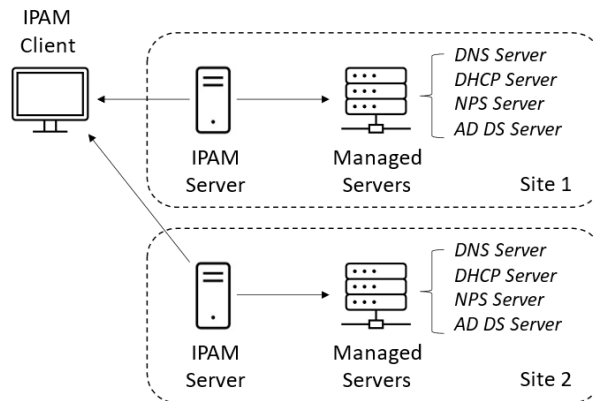 IPAM
Client
DNS Server
DHCP Server
NPS Server
AD DS Server
IPAM
Server
Managed
Servers
Site 1
DNS Server
DHCP Server
NPS Server
AD DS Server
IPAM
Server
Managed
Servers
Site 2